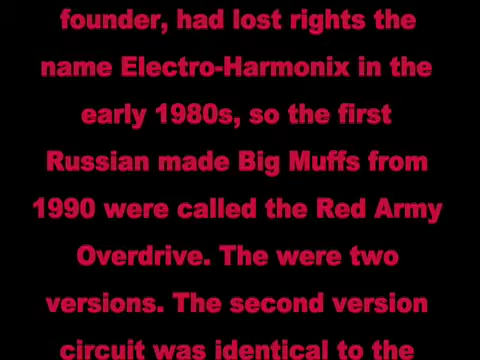 founder, had lost rights the
name Electro-Harmonix in the
early 1980s, so the first
Russian made Big Muffs from
1990 were called the Red Army
Overdrive. The were two
versions. The second version
circuit was identical to the